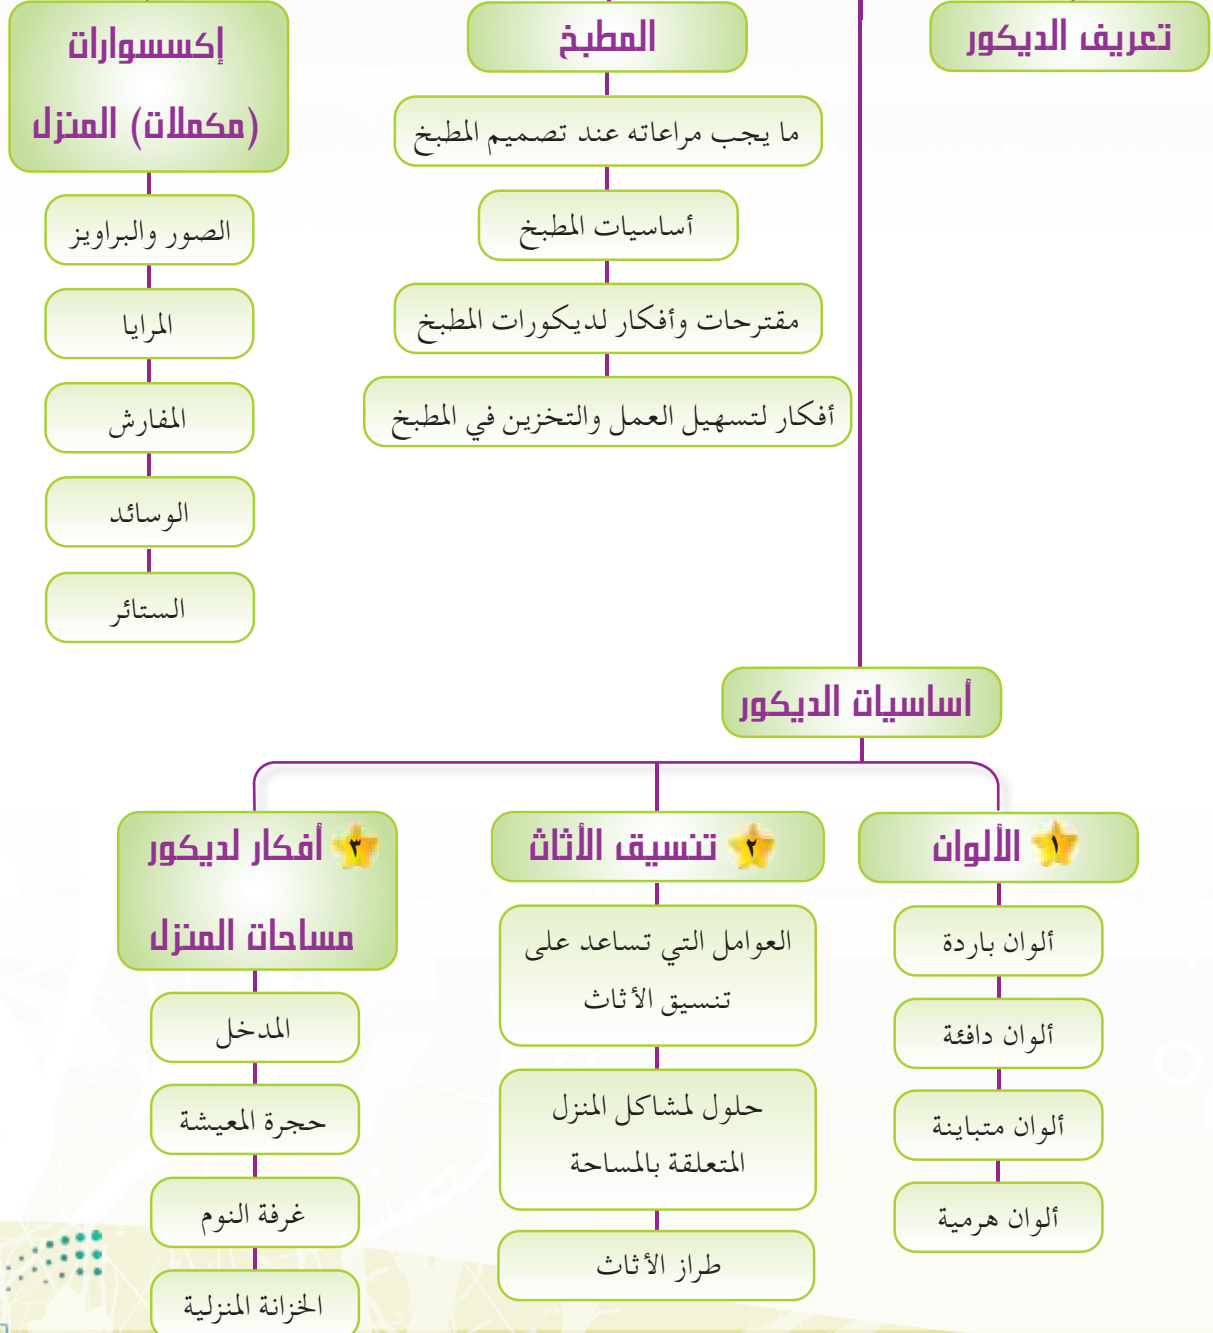 تعريف الديكور
المطبخ
ما يجب مراعاته عند تصميم المطبخ
أساسيات المطبخ
مقترحات وأفكار لديكورات المطبخ
أفكار لتسهيل العمل والتخزين في المطبخ
إكسسوارات
(مكملات) المنزل
الصور والبراويز
المرايا
المفارش
الوسائد
الستائر
أساسيات الديكور
١ الألوان
ألوان باردة
ألوان دافئة
ألوان متباينة
ألوان هرمية
٢ تنسيق الأثاث
العوامل التي تساعد على
تنسيق الأثاث
حلول لمشاكل المنزل
المتعلقة بالمساحة
طراز الأثاث
٣ أفكار لديكور
مساحات المنزل
المدخل
حجرة المعيشة
غرفة النوم
الخزانة المنزلية